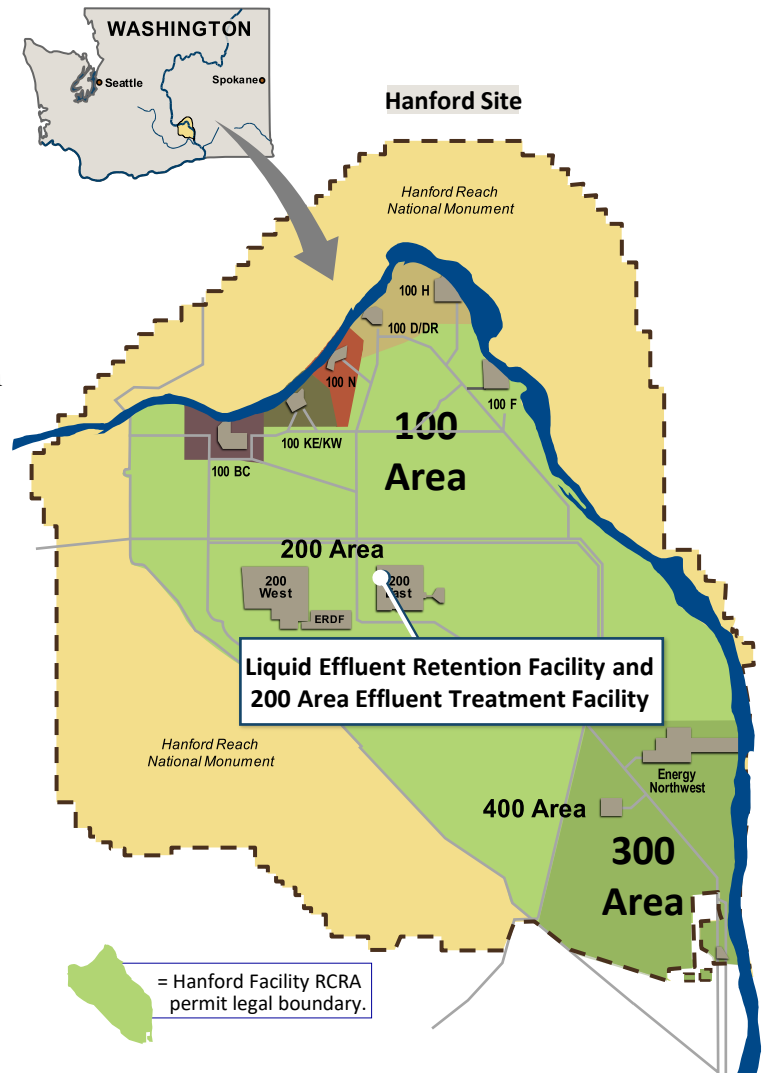 WASHINGTON
Seattle
Spokane
Hanford Site
Hanford Reach
National Monument
100 H
100 D/DR
100 N
100 F
100 KE/KW
100 BC
100
Area
200 Area
200
West
200
East
ERDF
Liquid Effluent Retention Facility and
200 Area Effluent Treatment Facility
Hanford Reach
National Monument
Energy
Northwest
400 Area
300
Area
= Hanford Facility RCRA
permit legal boundary.